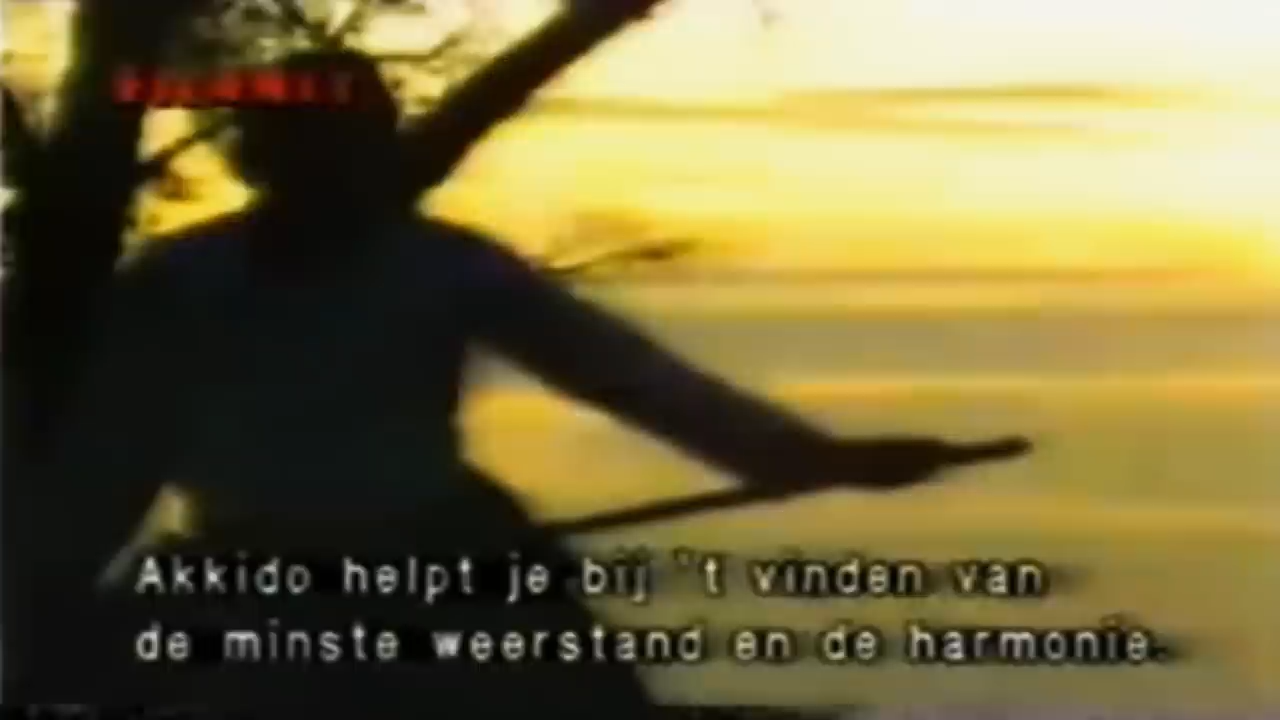 Akkido helpt je bij 't vinden van
de minste weerstand en de harmonie.